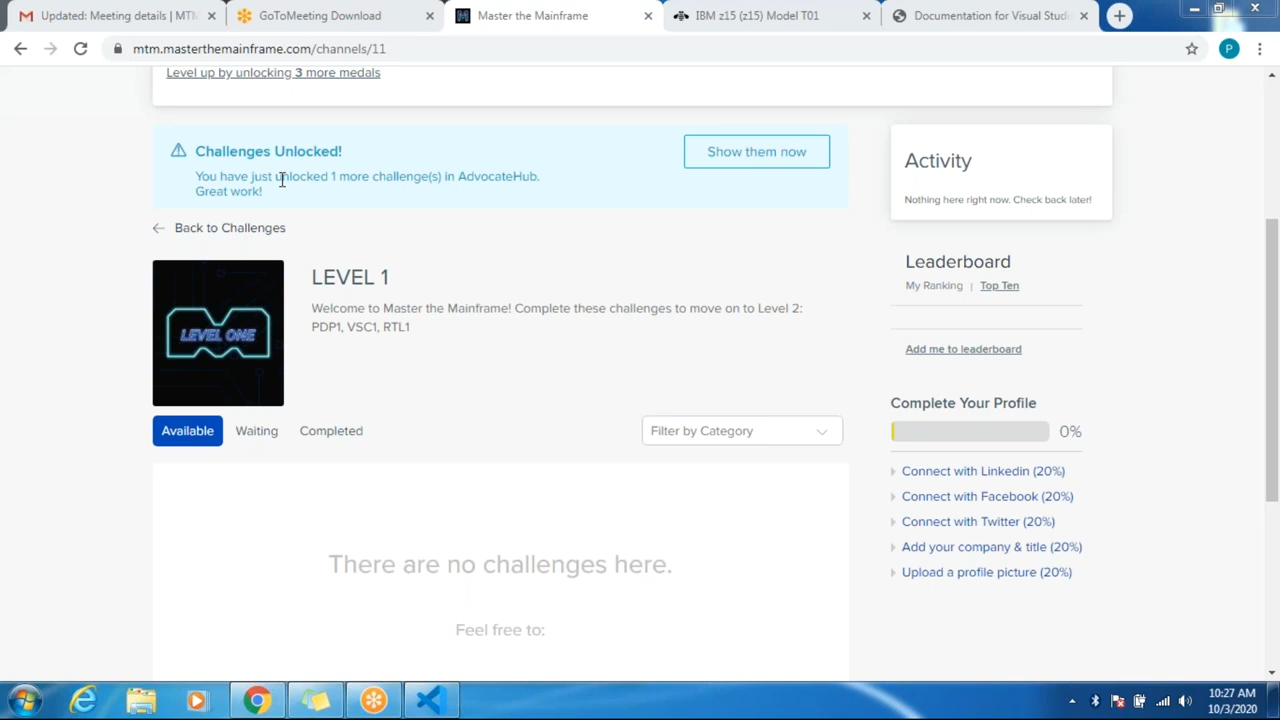 Updated: Meeting details | MTM
GoToMeeting Download
Master the Mainframe
IBM z15 (z15) Model T01
Documentation for Visual Studi
mtm.masterthemainframe.com/channels/11
P
Level up by unlocking 3 more medals
Challenges Unlocked!
You have just unlocked 1 more challenge(s) in AdvocateHub.
Great work!
Show them now
Back to Challenges
LEVEL ONE
LEVEL 1
Welcome to Master the Mainframe! Complete these challenges to move on to Level 2:
PDP1, VSC1, RTL1
Available
Waiting
Completed
Filter by Category
There are no challenges here.
Feel free to:
Activity
Nothing here right now. Check back later!
Leaderboard
My Ranking | Top Ten
Add me to leaderboard
Complete Your Profile
0%
Connect with Linkedin (20%)
Connect with Facebook (20%)
Connect with Twitter (20%)
Add your company & title (20%)
Upload a profile picture (20%)
10:27 AM
10/3/2020